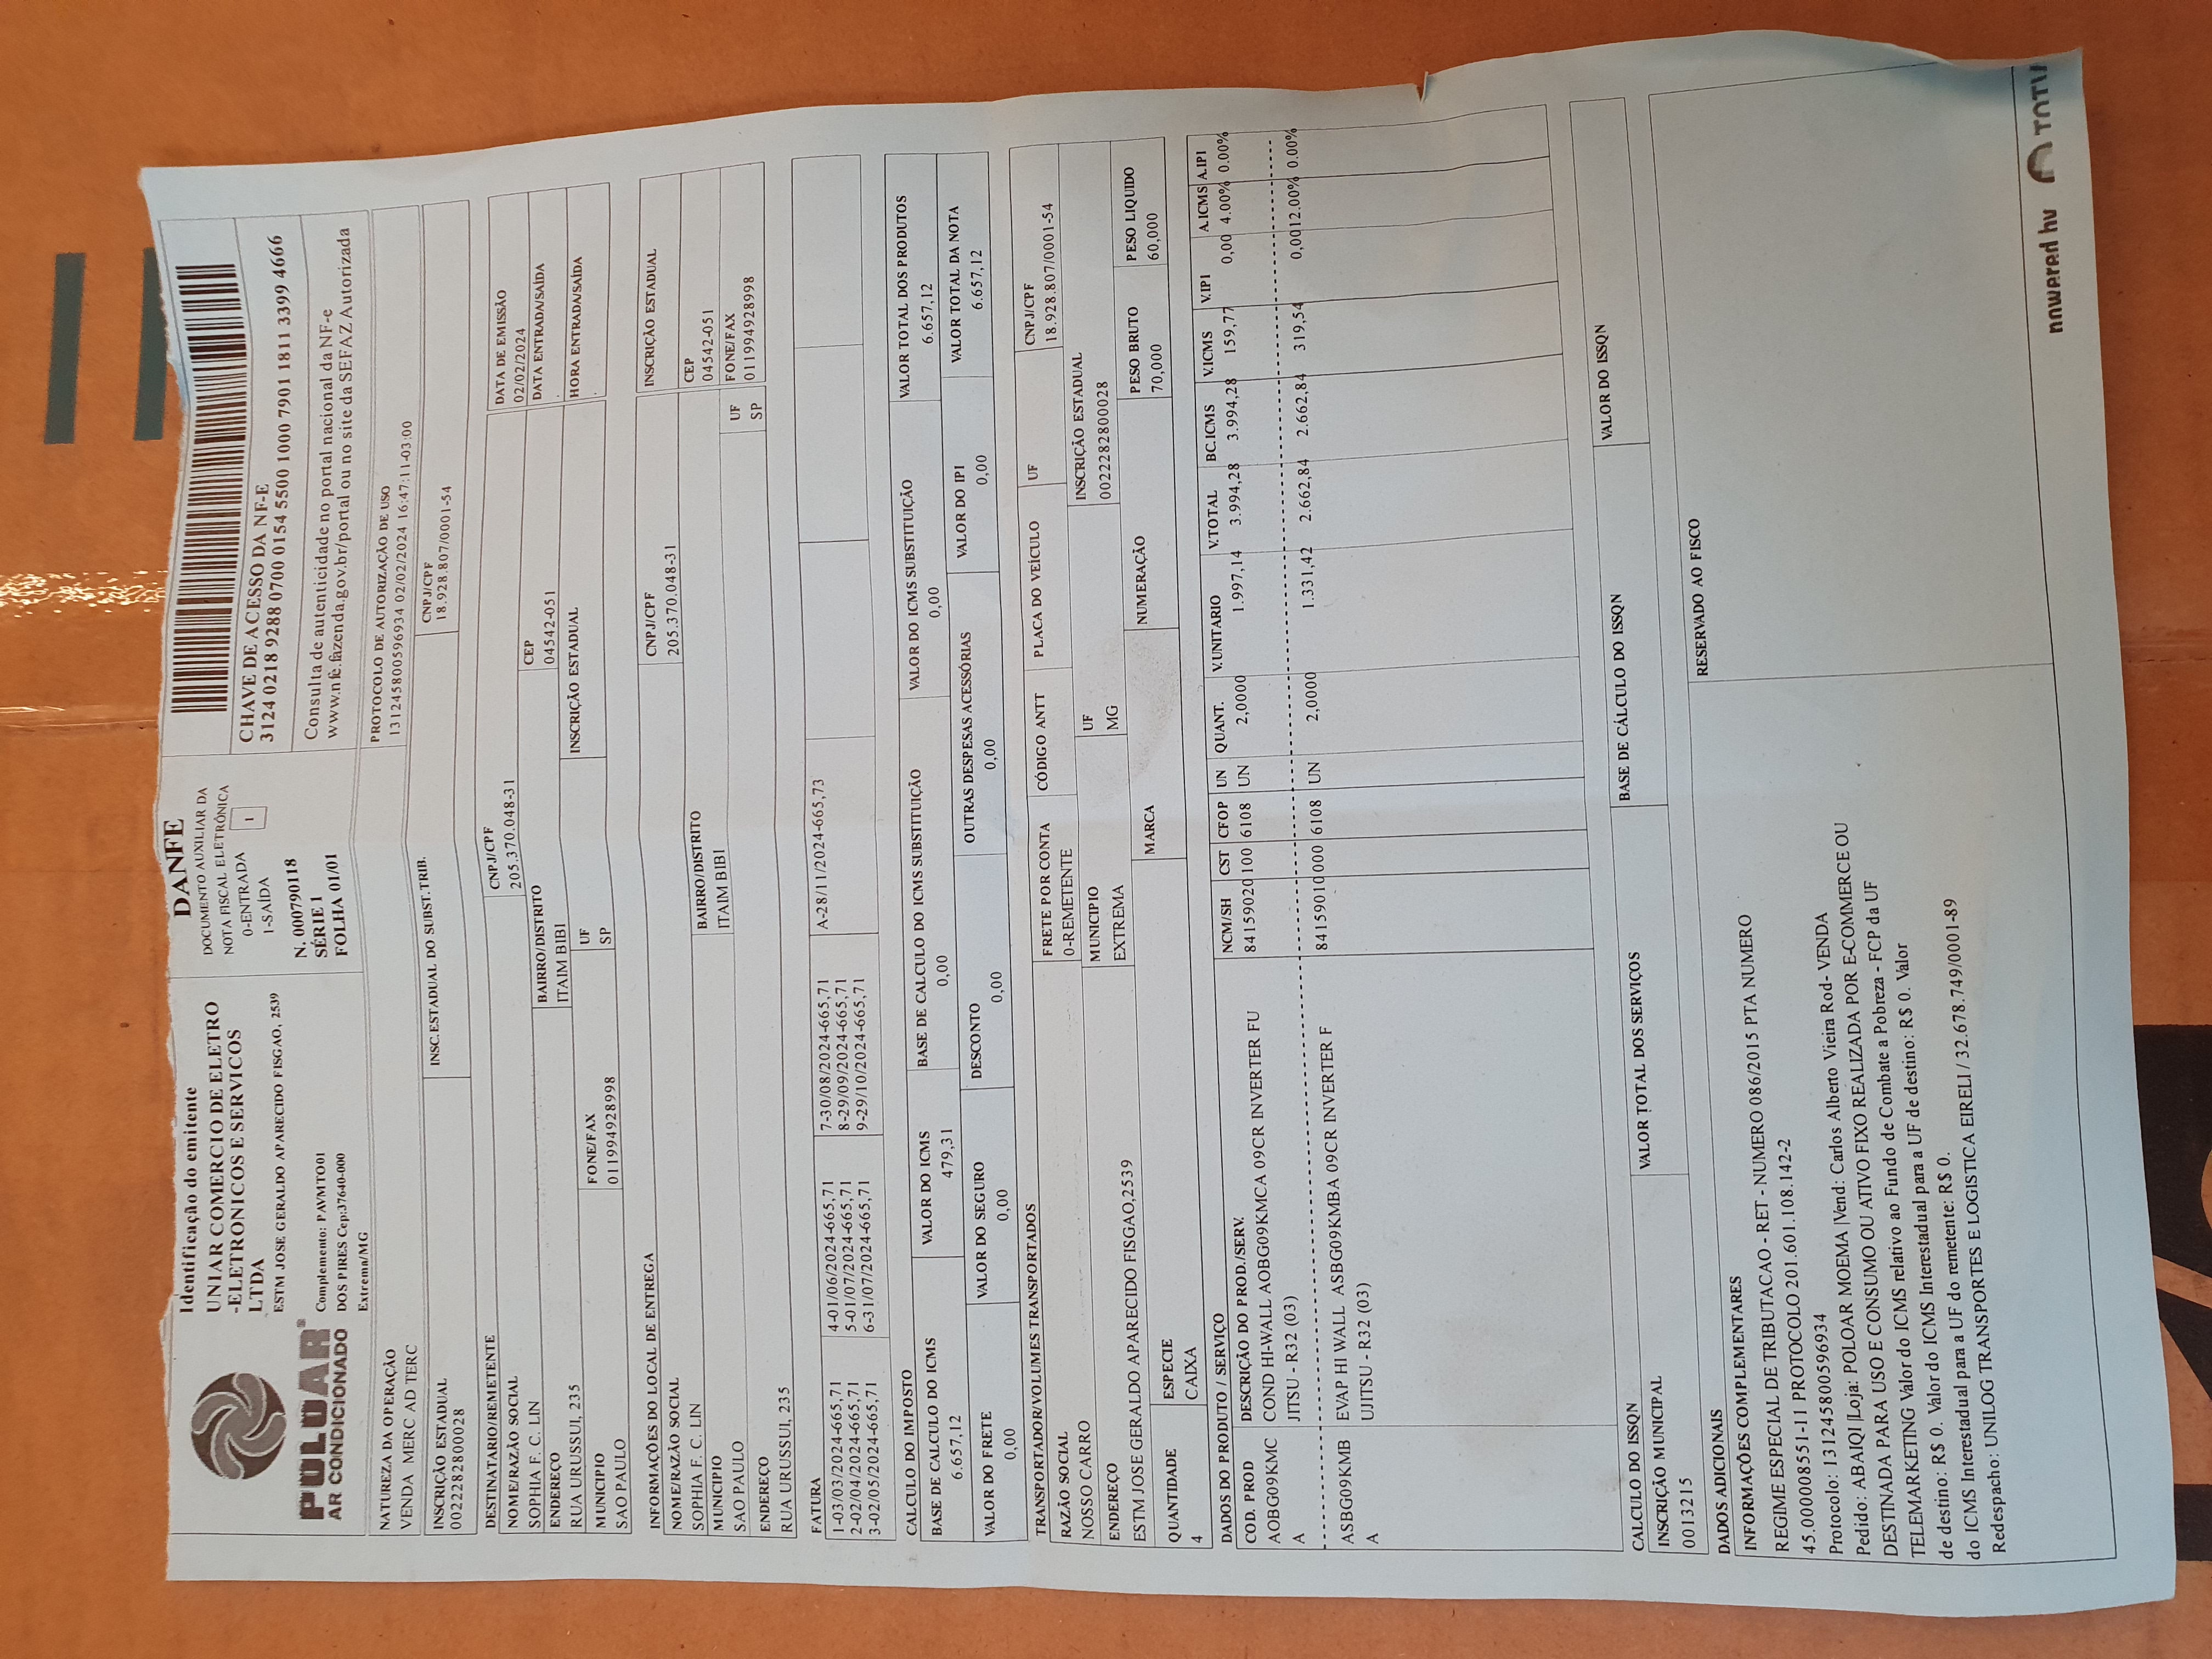 POLOAR
AR CONDICIONADO
Identificação do emitente
UNIAR COMERCIO DE ELETRO
-ELETRONICOS E SERVICOS
LTDA
ESTM JOSE GERALDO APARECIDO FISGAO, 2539
Complemento: PAVMTO01
DOS PIRES Cep:37640-000
Extrema/MG
DANFE
DOCUMENTO AUXILIAR DA
NOTA FISCAL ELETRÔNICA
0-ENTRADA
1-SAÍDA
1
N. 000790118
SÉRIE 1
FOLHA 01/01
CHAVE DE ACESSO DA NF-E
3124 0218 9288 0700 0154 5500 1000 7901 1811 3399 4666
Consulta de autenticidade no portal nacional da NF-e
www.nfe.fazenda.gov.br/portal ou no site da SEFAZ Autorizada
NATUREZA DA OPERAÇÃO
VENDA MERC AD TERC
PROTOCOLO DE AUTORIZAÇÃO DE USO
131245800596934 02/02/2024 16:47:11-03:00
INSCRIÇÃO ESTADUAL
0022282800028
INSC.ESTADUAL DO SUBST.TRIB.
CNPJ/CPF
18.928.807/0001-54
DESTINATARIO/REMETENTE
NOME/RAZÃO SOCIAL
SOPHIA F. C. LIN
CNPJ/CPF
205.370.048-31
DATA DE EMISSÃO
02/02/2024
ENDEREÇO
RUA URUSSUI, 235
BAIRRO/DISTRITO
ITAIM BIBI
CEP
04542-051
DATA ENTRADA/SAÍDA
MUNICIPIO
SAO PAULO
FONE/FAX
011994928998
UF
SP
INSCRIÇÃO ESTADUAL
HORA ENTRADA/SAÍDA
INFORMAÇÕES DO LOCAL DE ENTREGA
NOME/RAZÃO SOCIAL
SOPHIA F. C. LIN
CNPJ/CPF
205.370.048-31
INSCRIÇÃO ESTADUAL
MUNICIPIO
SAO PAULO
BAIRRO/DISTRITO
ITAIM BIBI
CEP
04542-051
ENDEREÇO
RUA URUSSUI, 235
UF
SP
FONE/FAX
011994928998
FATURA
1-03/03/2024-665,71
2-02/04/2024-665,71
3-02/05/2024-665,71
4-01/06/2024-665,71
5-01/07/2024-665,71
6-31/07/2024-665,71
7-30/08/2024-665,71
8-29/09/2024-665,71
9-29/10/2024-665,71
A-28/11/2024-665,73
CALCULO DO IMPOSTO
BASE DE CALCULO DO ICMS
6.657,12
VALOR DO ICMS
479,31
BASE DE CALCULO DO ICMS SUBSTITUIÇÃO
0,00
VALOR DO ICMS SUBSTITUIÇÃO
0,00
VALOR TOTAL DOS PRODUTOS
6.657,12
VALOR DO FRETE
0,00
VALOR DO SEGURO
0,00
DESCONTO
0,00
OUTRAS DESPESAS ACESSÓRIAS
0,00
VALOR DO IPI
0,00
VALOR TOTAL DA NOTA
6.657,12
TRANSPORTADOR/VOLUMES TRANSPORTADOS
RAZÃO SOCIAL
NOSSO CARRO
FRETE POR CONTA
0-REMETENTE
CÓDIGO ANTT
PLACA DO VEÍCULO
UF
CNPJ/CPF
18.928.807/0001-54
ENDEREÇO
ESTM JOSE GERALDO APARECIDO FISGAO,2539
MUNICIPIO
EXTREMA
UF
MG
INSCRIÇÃO ESTADUAL
0022282800028
QUANTIDADE
4
ESPECIE
CAIXA
MARCA
NUMERAÇÃO
PESO BRUTO
70,000
PESO LIQUIDO
60,000
DADOS DO PRODUTO / SERVIÇO
COD. PROD DESCRIÇÃO DO PROD./SERV. NCM/SH CST CFOP UN QUANT. V.UNITARIO V.TOTAL BC.ICMS V.ICMS V.IPI A.ICMS A.IPI
AOBG09KMC COND HI-WALL AOBG09KMCA 09CR INVERTER FU 84159020 100 6108 UN 2,0000 1.997,14 3.994,28 3.994,28 159,77 0,00 4.00% 0.00%
A JITSU - R32 (03)
ASBG09KMB EVAP HI WALL ASBG09KMBA 09CR INVERTER F 84159010 000 6108 UN 2,0000 1.331,42 2.662,84 2.662,84 319,54 0,00 12.00% 0.00%
A UJITSU - R32 (03)
CALCULO DO ISSQN
INSCRIÇÃO MUNICIPAL
0013215
VALOR TOTAL DOS SERVIÇOS
BASE DE CÁLCULO DO ISSQN
VALOR DO ISSQN
DADOS ADICIONAIS
INFORMAÇÕES COMPLEMENTARES
REGIME ESPECIAL DE TRIBUTACAO - RET - NUMERO 086/2015 PTA NUMERO
45.000008551-11 PROTOCOLO 201.601.108.142-2
Protocolo: 131245800596934
Pedido: ABAIQI |Loja: POLOAR MOEMA |Vend: Carlos Alberto Vieira Rod- VENDA
DESTINADA PARA USO E CONSUMO OU ATIVO FIXO REALIZADA POR E-COMMERCE OU
TELEMARKETING Valor do ICMS relativo ao Fundo de Combate a Pobreza - FCP da UF
de destino: R$ 0. Valor do ICMS Interestadual para a UF de destino: R$ 0. Valor
do ICMS Interestadual para a UF do remetente: R$ 0.
Redespacho: UNILOG TRANSPORTES E LOGISTICA EIRELI / 32.678.749/0001-89
RESERVADO AO FISCO
powered by